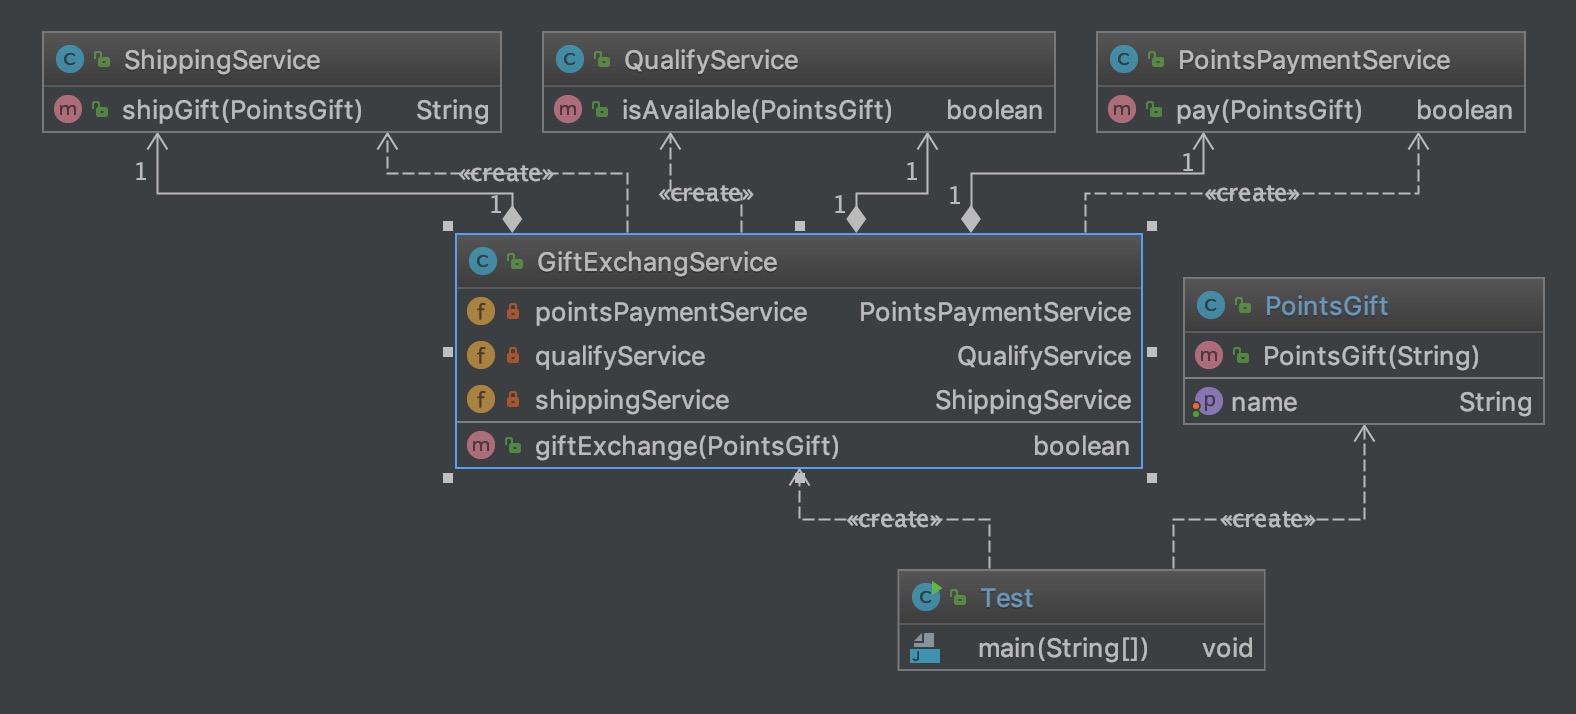 C ShippingService
m shipGift(PointsGift) String
C QualifyService
m isAvailable(PointsGift) boolean
C PointsPaymentService
m pay(PointsGift) boolean
1
«create»
1
«create»
1
1
1
1
«create»
C GiftExchangService
f pointsPaymentService PointsPaymentService
f qualifyService QualifyService
f shippingService ShippingService
m giftExchange(PointsGift) boolean
C PointsGift
m PointsGift(String)
p name String
«create»
«create»
C Test
J main(String[]) void